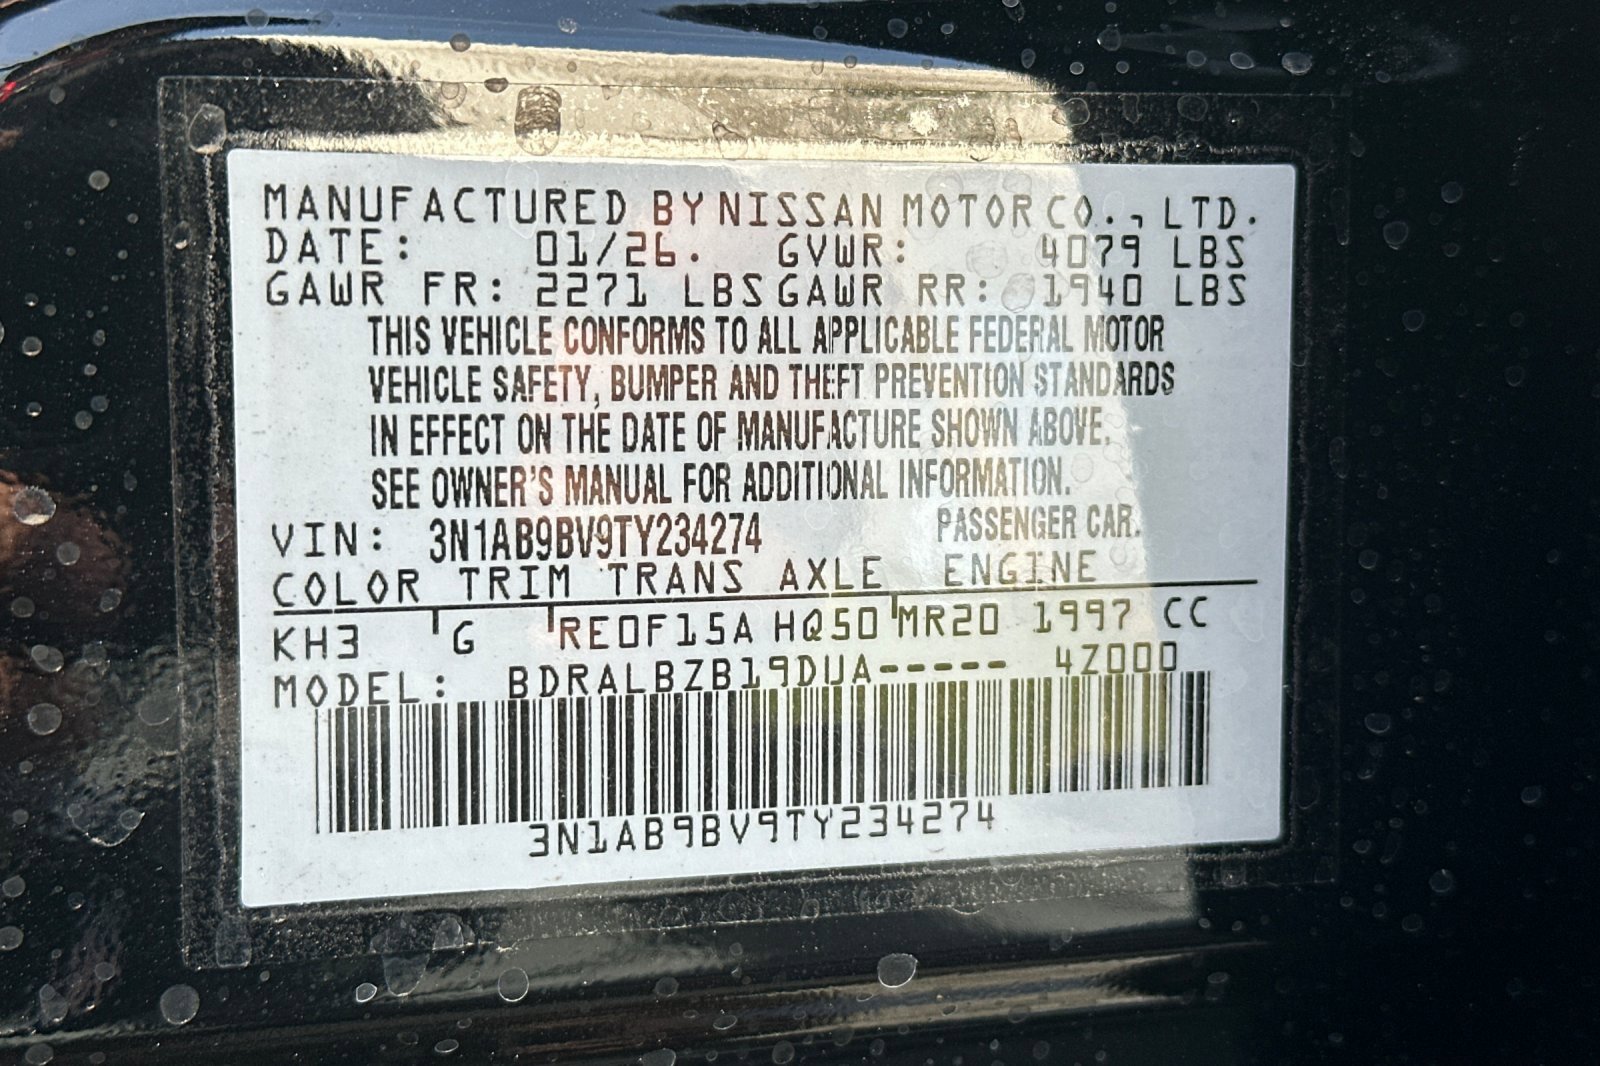 MANUFACTURED BY NISSAN MOTOR CO., LTD.
DATE: 01/26. GVWR: 4079 LBS
GAWR FR: 2271 LBS GAWR RR: 1940 LBS
THIS VEHICLE CONFORMS TO ALL APPLICABLE FEDERAL MOTOR
VEHICLE SAFETY, BUMPER AND THEFT PREVENTION STANDARDS
IN EFFECT ON THE DATE OF MANUFACTURE SHOWN ABOVE.
SEE OWNER'S MANUAL FOR ADDITIONAL INFORMATION.
VIN: 3N1AB9BV9TY234274 PASSENGER CAR.
COLOR TRIM TRANS AXLE ENGINE
KH3 G RE0F15A HQ50 MR20 1997 CC
MODEL: BDRALBZB19DUA----- 4Z000
3N1AB9BV9TY234274